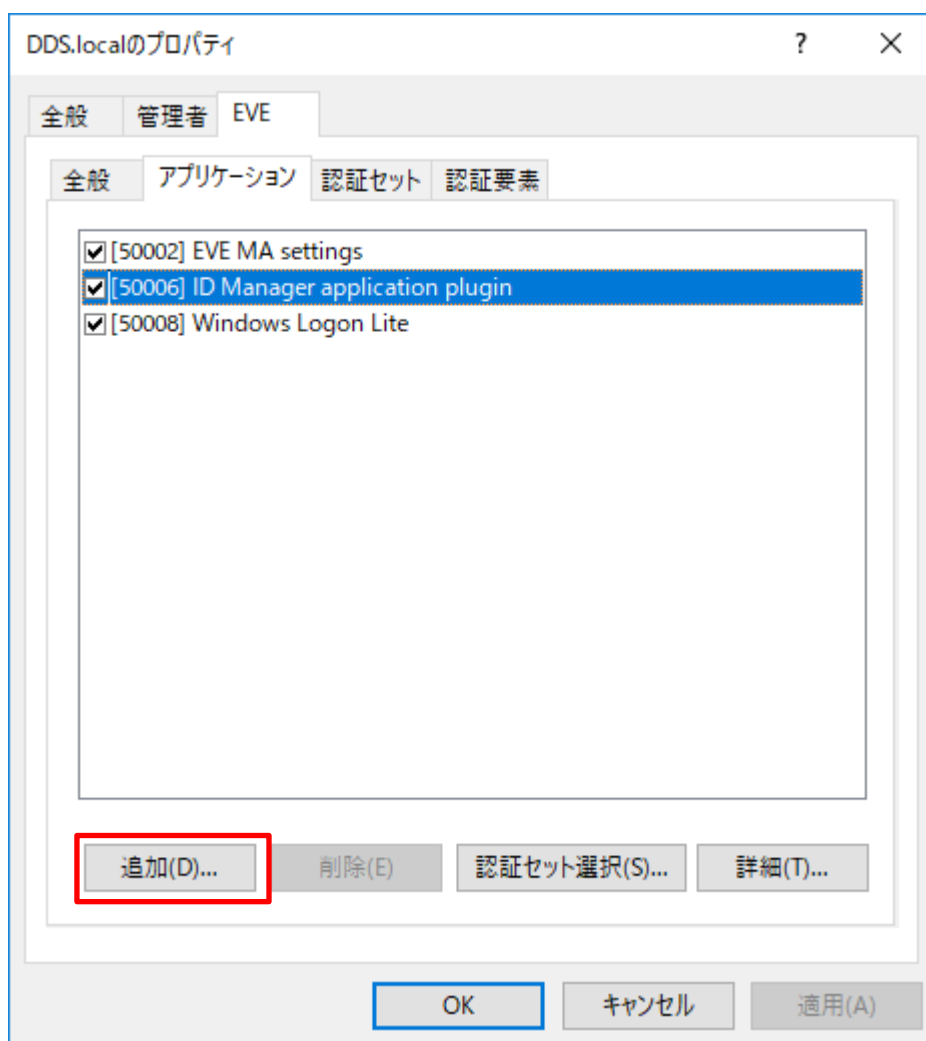 DDS.localのプロパティ ?
全般 管理者 EVE
全般 アプリケーション 認証セット 認証要素
[50002] EVE MA settings
[50006] ID Manager application plugin
[50008] Windows Logon Lite
追加(D)... 削除(E) 認証セット選択(S)... 詳細(T)...
OK キャンセル 適用(A)